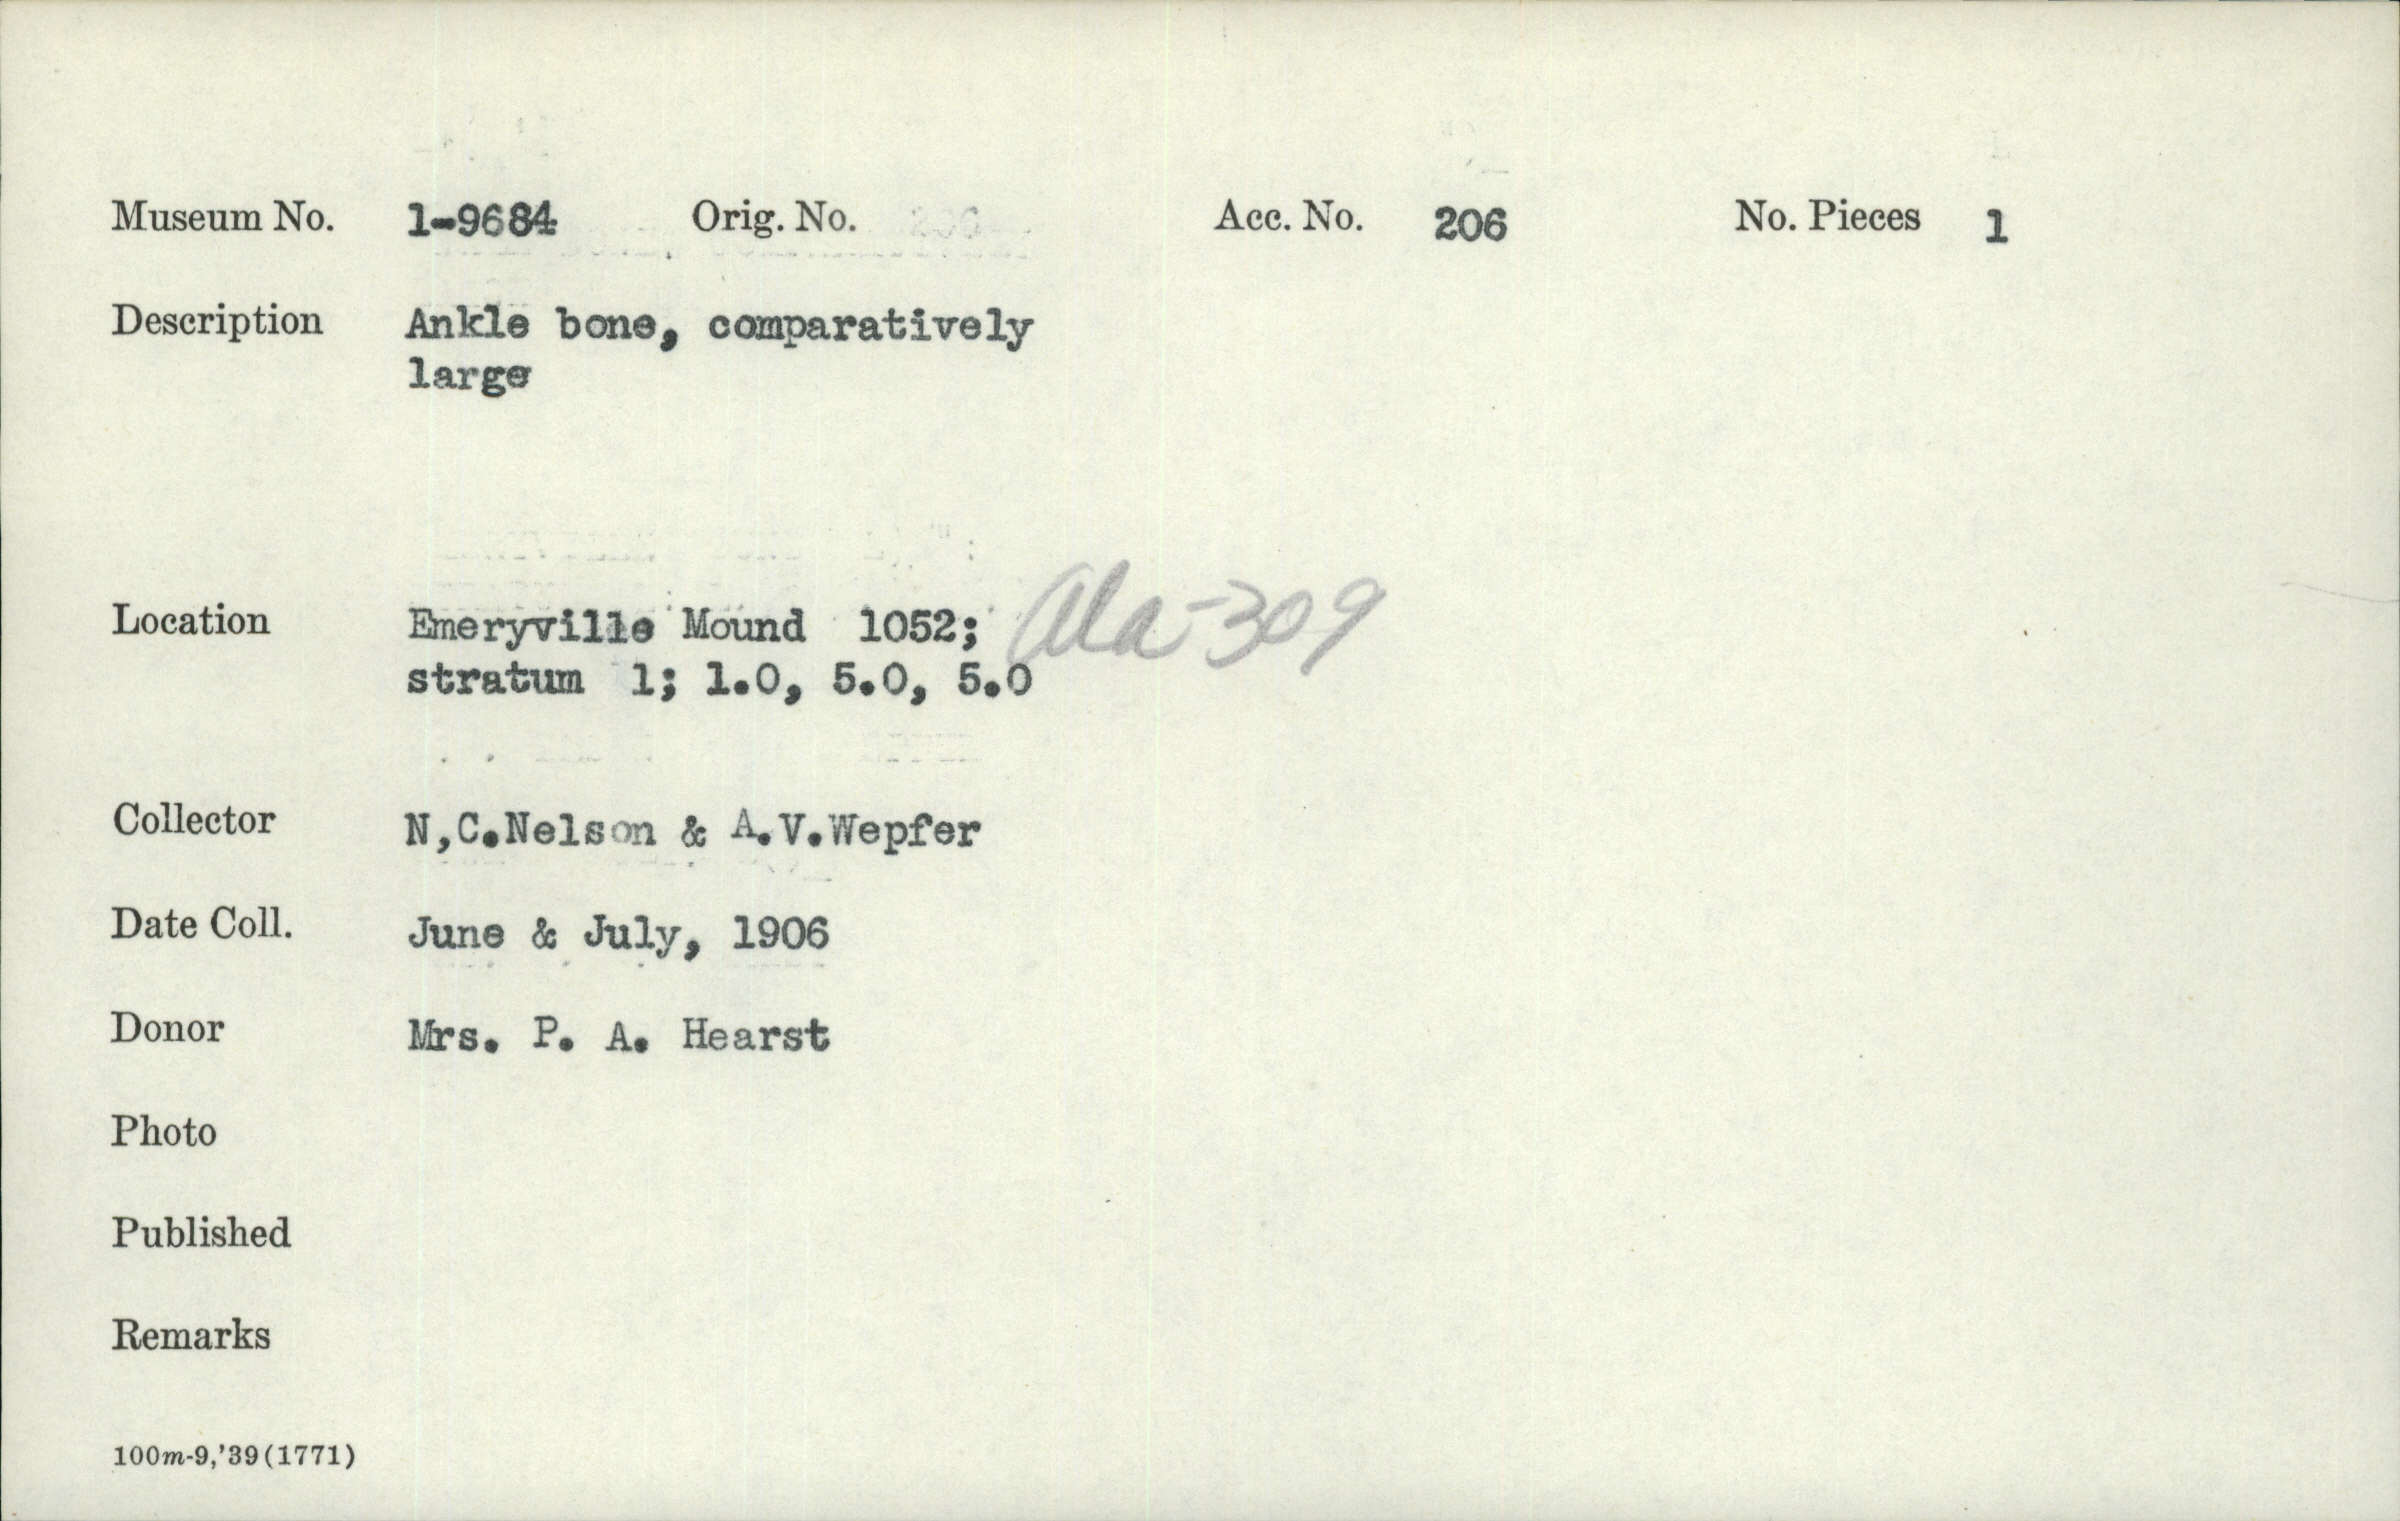 Museum No. 1-9684 Orig. No. Acc. No. 206 No. Pieces 1
Description Ankle bone, comparatively
large
Location Emeryville Mound 1052; Ala-309
stratum 1; 1.0, 5.0, 5.0
Collector N,C.Nelson & A.V.Wepfer
Date Coll. June & July, 1906
Donor Mrs. P. A. Hearst
Photo
Published
Remarks
100m-9,'39(1771)